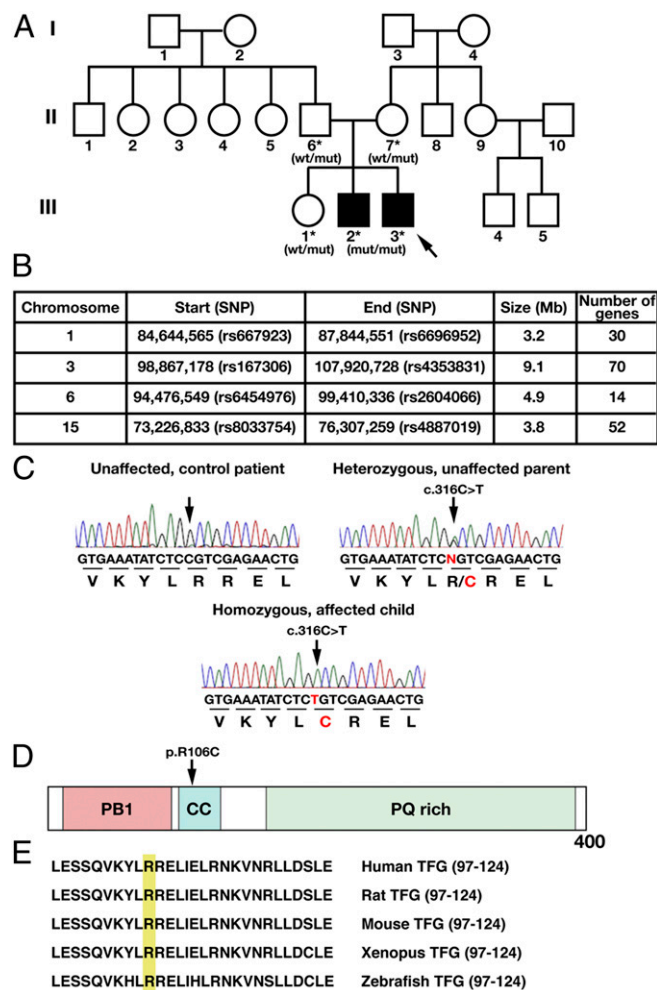 A
I
1
2
3
4
II
1
2
3
4
5
6*
7*
8
9
10
(wt/mut)
(wt/mut)
III
1*
2*
3*
4
5
(wt/mut)
(mut/mut)
B
Chromosome Start (SNP) End (SNP) Size (Mb) Number of genes
1 84,644,565 (rs667923) 87,844,551 (rs6696952) 3.2 30
3 98,867,178 (rs167306) 107,920,728 (rs4353831) 9.1 70
6 94,476,549 (rs6454976) 99,410,336 (rs2604066) 4.9 14
15 73,226,833 (rs8033754) 76,307,259 (rs4887019) 3.8 52
C
Unaffected, control patient
GTGAAATATCTCCGTCGAGAACTG
V K Y L R R E L
Heterozygous, unaffected parent
c.316C>T
GTGAAATATCTCNGTCGAGAACTG
V K Y L R/C R E L
Homozygous, affected child
c.316C>T
GTGAAATATCTCTGTCGAGAACTG
V K Y L C R E L
D
p.R106C
PB1 CC PQ rich
400
E
LESSQVKYLRRELIELRNKVNRLLDSLE Human TFG (97-124)
LESSQVKYLRRELIELRNKVNRLLDSLE Rat TFG (97-124)
LESSQVKYLRRELIELRNKVNRLLDSLE Mouse TFG (97-124)
LESSQVKYLRRELIELRNKVNRLLDCLE Xenopus TFG (97-124)
LESSQVKHLRRELIHLRNKVNSLLDCLE Zebrafish TFG (97-124)